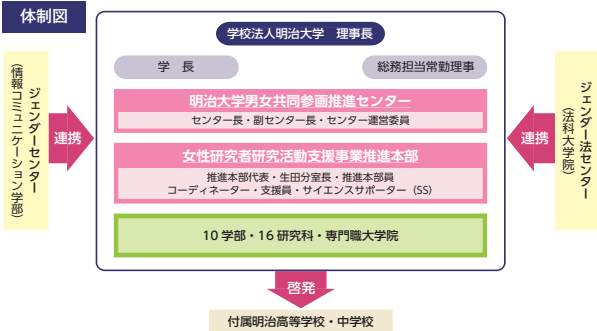 体制図
学校法人明治大学　理事長
学　長
総務担当常勤理事
明治大学男女共同参画推進センター
センター長・副センター長・センター運営委員
女性研究者研究活動支援事業推進本部
推進本部代表・生田分室長・推進本部員
コーディネーター・支援員・サイエンスサポーター（SS）
10 学部・16 研究科・専門職大学院
ジェンダーセンター
（情報コミュニケーション学部）
連携
連携
ジェンダー法センター
（法科大学院）
啓発
付属明治高等学校・中学校